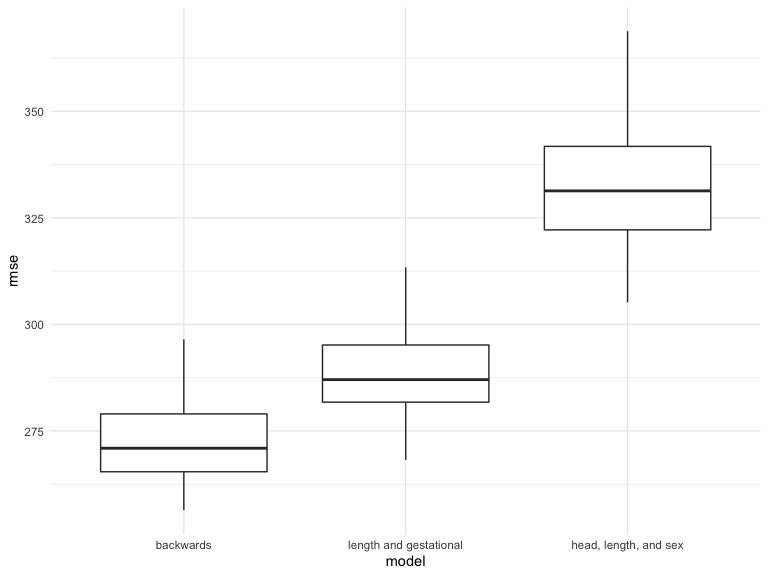 350
325
300
275
rmse
backwards
length and gestational
head, length, and sex
model